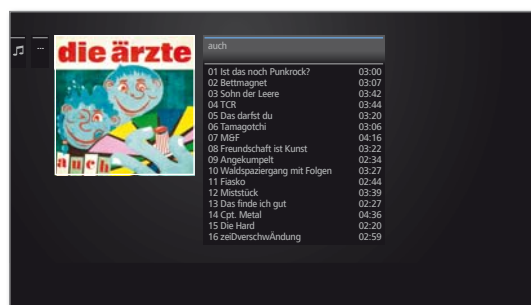 ...
die ärzte
auch
auch
01 Ist das noch Punkrock? 03:00
02 Bettmagnet 03:07
03 Sohn der Leere 03:42
04 TCR 03:44
05 Das darfst du 03:20
06 Tamagotchi 03:06
07 M&F 04:16
08 Freundschaft ist Kunst 03:22
09 Angekumpelt 02:34
10 Waldspaziergang mit Folgen 03:27
11 Fiasko 02:44
12 Miststück 03:39
13 Das finde ich gut 02:27
14 Cpt. Metal 04:36
15 Die Hard 02:20
16 zeiDverschwÄndung 02:59